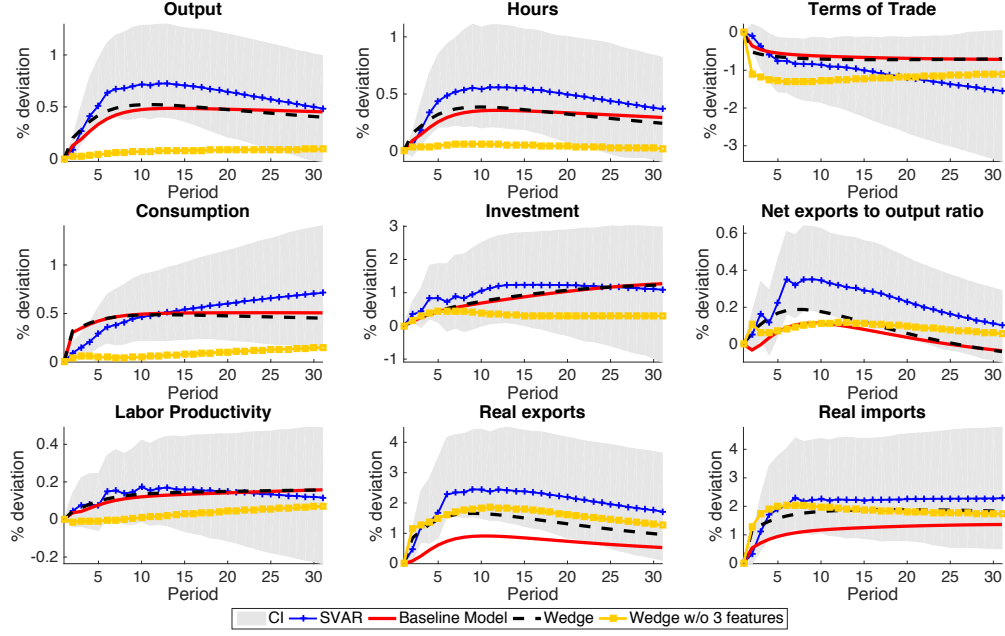 Output
% deviation
1
0.5
0
5 10 15 20 25 30
Period
Hours
% deviation
1
0.5
0
5 10 15 20 25 30
Period
Terms of Trade
% deviation
0
-1
-2
-3
5 10 15 20 25 30
Period
Consumption
% deviation
1
0.5
0
5 10 15 20 25 30
Period
Investment
% deviation
3
2
1
0
-1
5 10 15 20 25 30
Period
Net exports to output ratio
% deviation
0.6
0.4
0.2
0
5 10 15 20 25 30
Period
Labor Productivity
% deviation
0.4
0.2
0
-0.2
5 10 15 20 25 30
Period
Real exports
% deviation
4
3
2
1
0
5 10 15 20 25 30
Period
Real imports
% deviation
4
3
2
1
0
5 10 15 20 25 30
Period
CI SVAR Baseline Model Wedge Wedge w/o 3 features